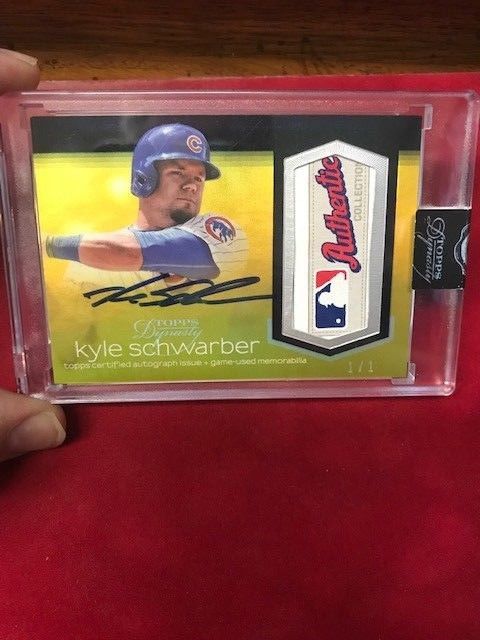 C
Authentic
COLLECTION
TOPPS
Dynasty
kyle schwarber
topps certified autograph issue + game-used memorabilia
1/1
TOPPS
Dynasty